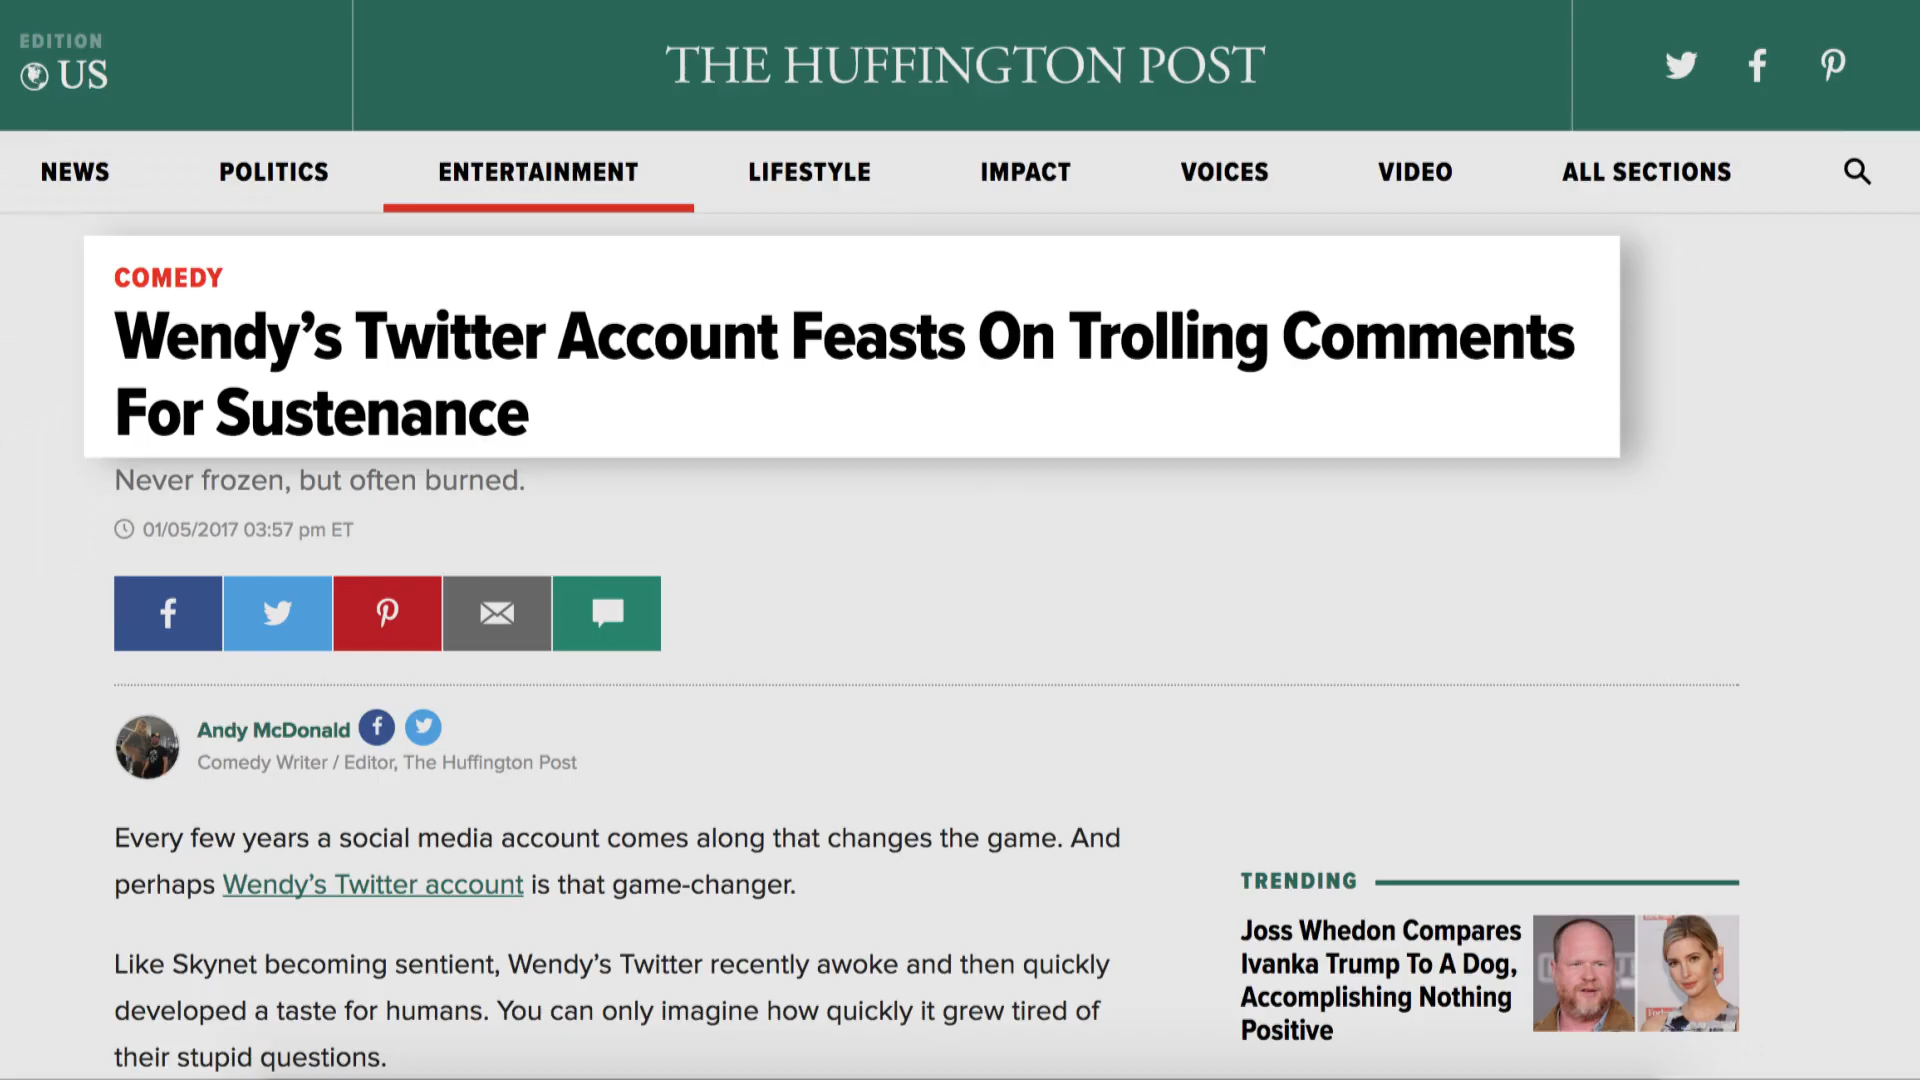 EDITION
US
THE HUFFINGTON POST
NEWS POLITICS ENTERTAINMENT LIFESTYLE IMPACT VOICES VIDEO ALL SECTIONS
COMEDY
Wendy’s Twitter Account Feasts On Trolling Comments
For Sustenance
Never frozen, but often burned.
01/05/2017 03:57 pm ET
Andy McDonald
Comedy Writer / Editor, The Huffington Post
Every few years a social media account comes along that changes the game. And
perhaps Wendy’s Twitter account is that game-changer.
Like Skynet becoming sentient, Wendy’s Twitter recently awoke and then quickly
developed a taste for humans. You can only imagine how quickly it grew tired of
their stupid questions.
TRENDING
Joss Whedon Compares
Ivanka Trump To A Dog,
Accomplishing Nothing
Positive